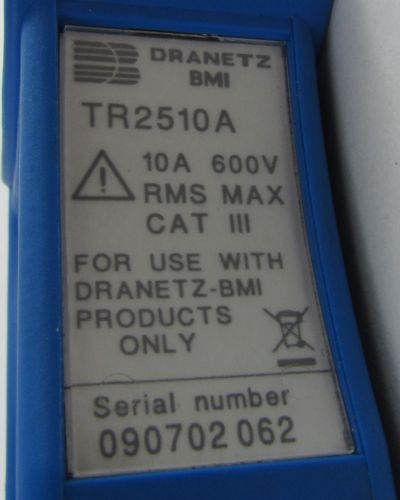 DRANETZ
BMI
TR2510A
10A 600V
RMS MAX
CAT III
FOR USE WITH
DRANETZ-BMI
PRODUCTS
ONLY
Serial number
090702 062